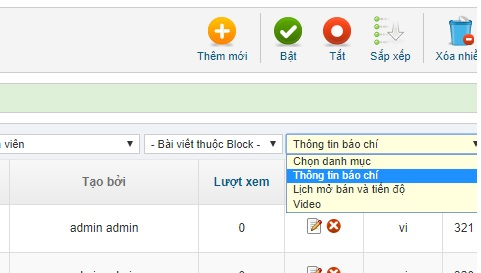 Thêm mới Bật Tắt Sắp xếp Xóa
viên - Bài viết thuộc Block - Thông tin báo chí
Chọn danh mục
Thông tin báo chí
Lịch mở bán và tiến độ
Video
Tạo bởi Lượt xem
admin admin 0 vi 321